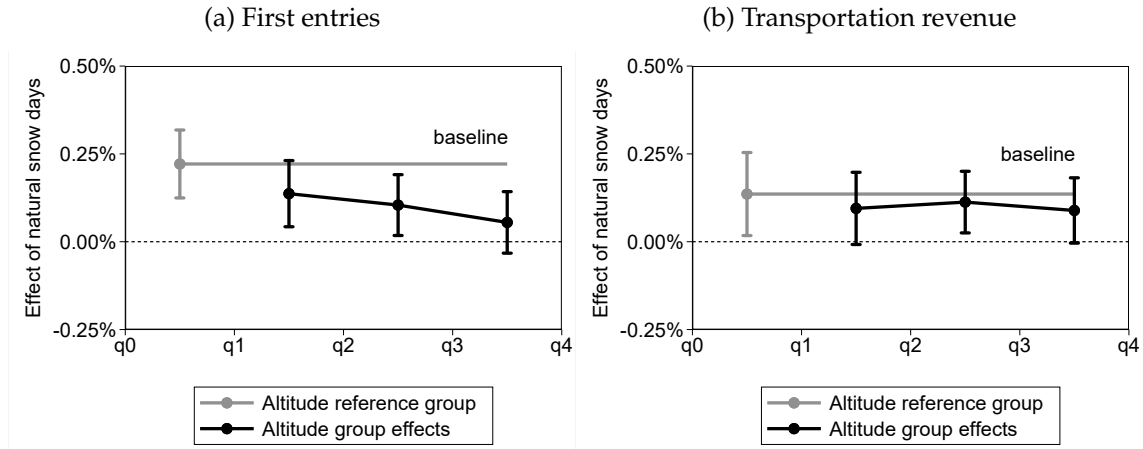 (a) First entries
Effect of natural snow days
0.50%
0.25%
0.00%
-0.25%
baseline
q0 q1 q2 q3 q4
Altitude reference group
Altitude group effects
(b) Transportation revenue
Effect of natural snow days
0.50%
0.25%
0.00%
-0.25%
baseline
q0 q1 q2 q3 q4
Altitude reference group
Altitude group effects